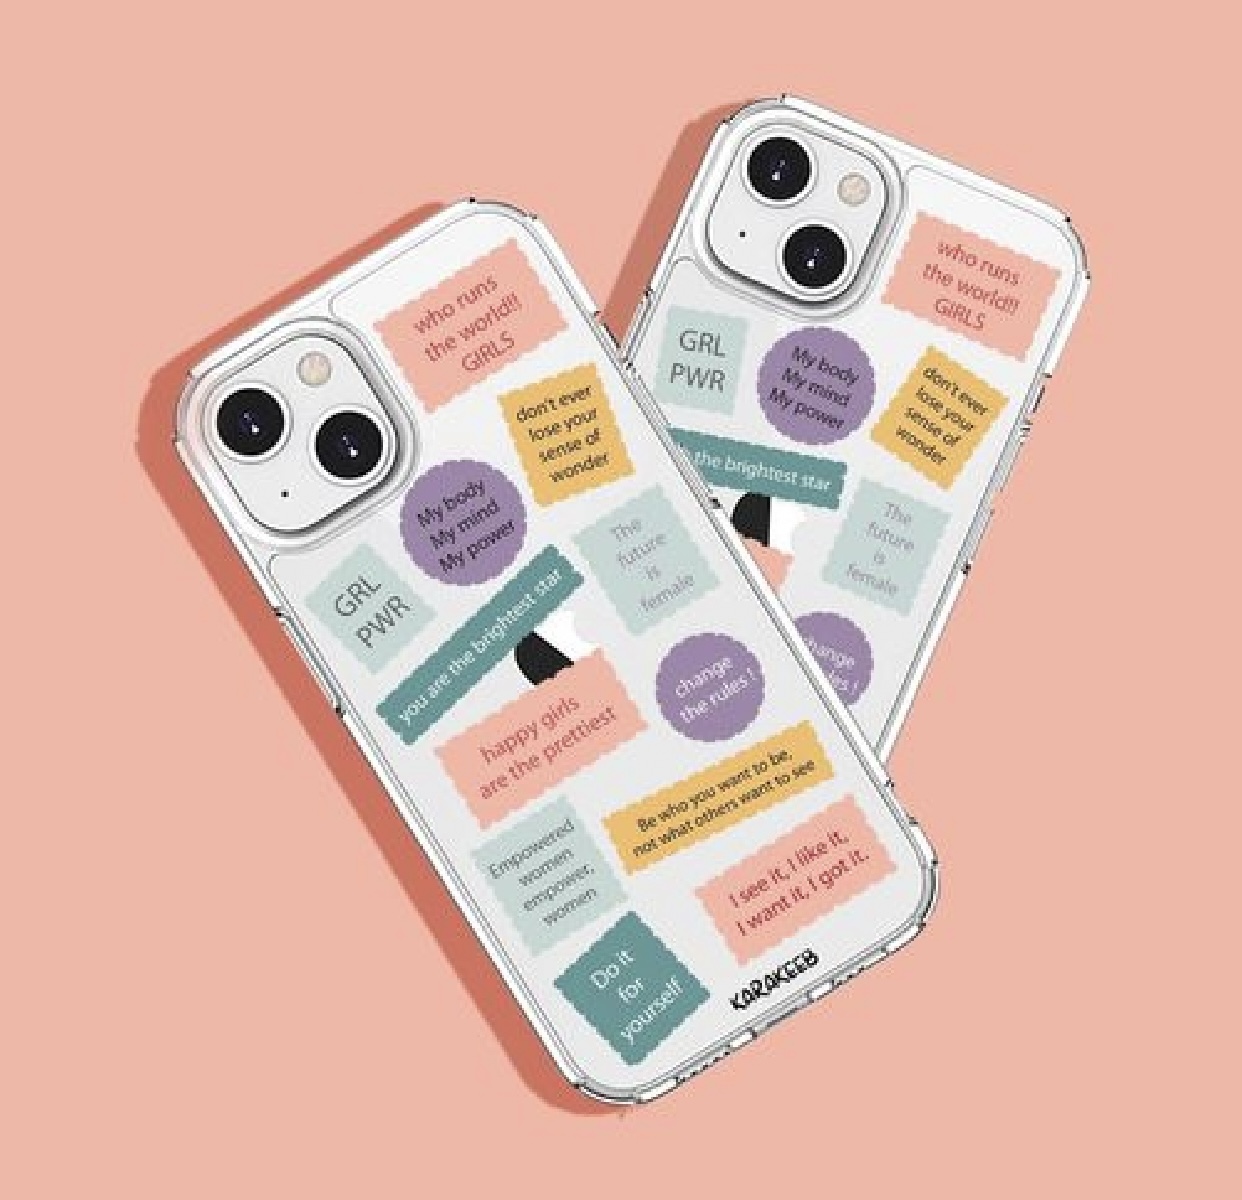 who runs
the world!!
GIRLS
don't ever
lose your
sense of
wonder
My body
My mind
My power
GRL
PWR
The
future
is
female
you are the brightest star
change
the rules !
happy girls
are the prettiest
Be who you want to be,
not what others want to see
Empowered
women
empower,
women
I see it, I like it,
I want it, I got it.
Do it
for
yourself
KARAKEEB
who runs
the world!!
GIRLS
GRL
PWR
My body
My mind
My power
don't ever
lose your
sense of
wonder
the brightest star
The
future
is
female